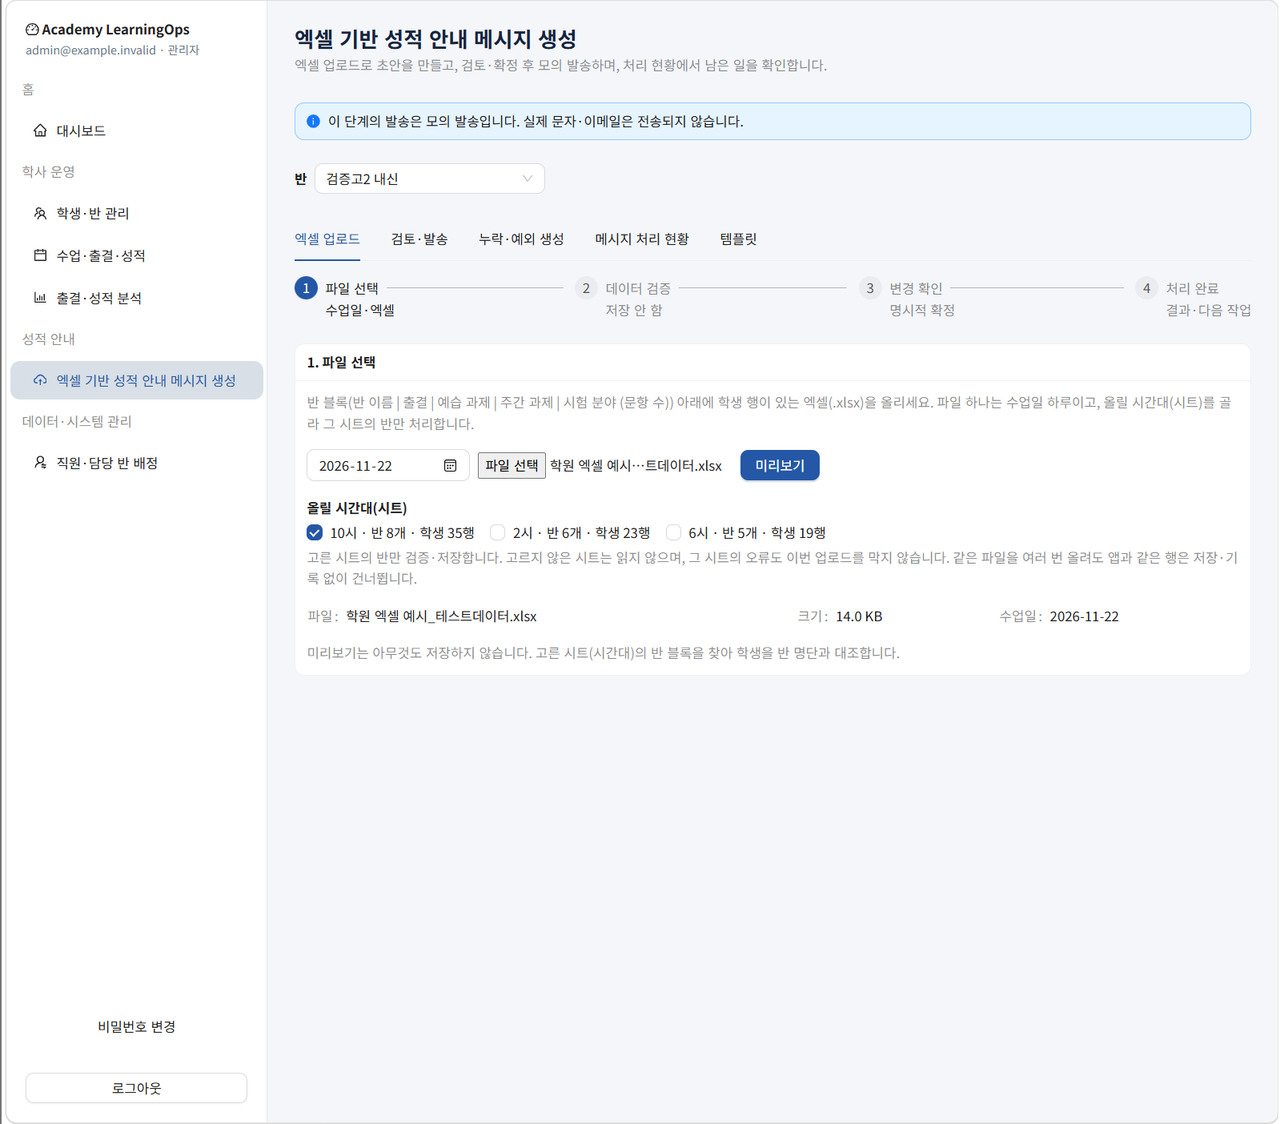 Academy LearningOps
admin@example.invalid · 관리자
홈
대시보드
학사 운영
학생·반 관리
수업·출결·성적
출결·성적 분석
성적 안내
엑셀 기반 성적 안내 메시지 생성
데이터·시스템 관리
직원·담당 반 배정
비밀번호 변경
로그아웃
엑셀 기반 성적 안내 메시지 생성
엑셀 업로드로 초안을 만들고, 검토·확정 후 모의 발송하며, 처리 현황에서 남은 일을 확인합니다.
이 단계의 발송은 모의 발송입니다. 실제 문자·이메일은 전송되지 않습니다.
반 검증고2 내신
엑셀 업로드 검토·발송 누락·예외 생성 메시지 처리 현황 템플릿
1 파일 선택 2 데이터 검증 3 변경 확인 4 처리 완료
수업일·엑셀 저장 안 함 명시적 확정 결과·다음 작업
1. 파일 선택
반 블록(반 이름 | 출결 | 예습 과제 | 주간 과제 | 시험 분야 (문항 수)) 아래에 학생 행이 있는 엑셀(.xlsx)을 올리세요. 파일 하나는 수업일 하루이고, 올릴 시간대(시트)를 골
라 그 시트의 반만 처리합니다.
2026-11-22 파일 선택 학원 엑셀 예시…트데이터.xlsx 미리보기
올릴 시간대(시트)
10시 · 반 8개 · 학생 35행 2시 · 반 6개 · 학생 23행 6시 · 반 5개 · 학생 19행
고른 시트의 반만 검증·저장합니다. 고르지 않은 시트는 읽지 않으며, 그 시트의 오류도 이번 업로드를 막지 않습니다. 같은 파일을 여러 번 올려도 앱과 같은 행은 저장·기
록 없이 건너뜁니다.
파일 : 학원 엑셀 예시_테스트데이터.xlsx 크기 : 14.0 KB 수업일 : 2026-11-22
미리보기는 아무것도 저장하지 않습니다. 고른 시트(시간대)의 반 블록을 찾아 학생을 반 명단과 대조합니다.